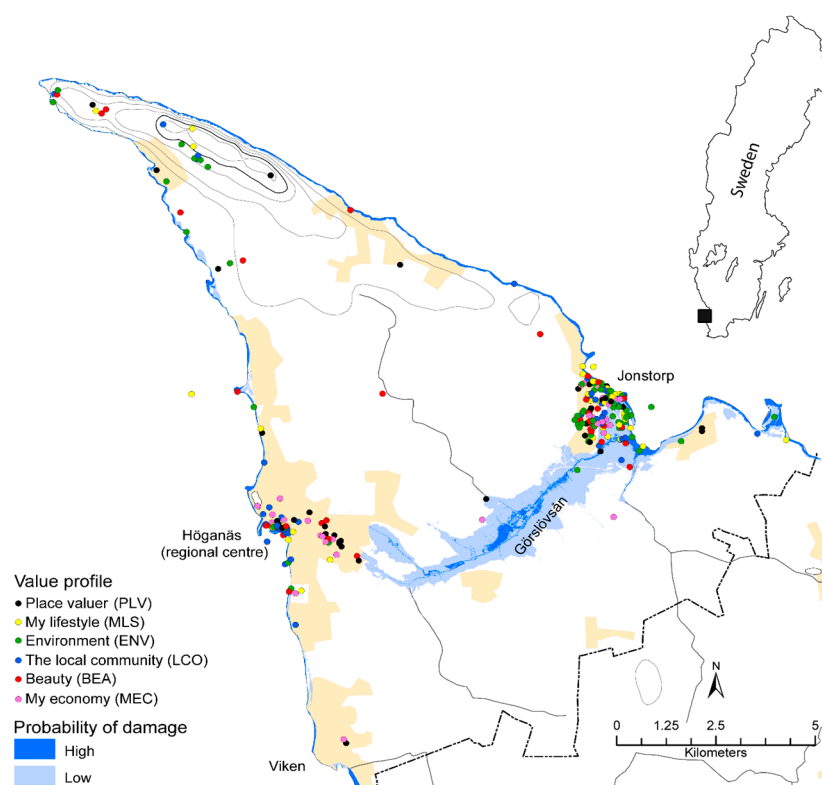 Sweden
Jonstorp
Görslövsån
Höganäs
(regional centre)
Value profile
Place valuer (PLV)
My lifestyle (MLS)
Environment (ENV)
The local community (LCO)
Beauty (BEA)
My economy (MEC)
Probability of damage
High
Low
Viken
N
0 1.25 2.5 5
Kilometers